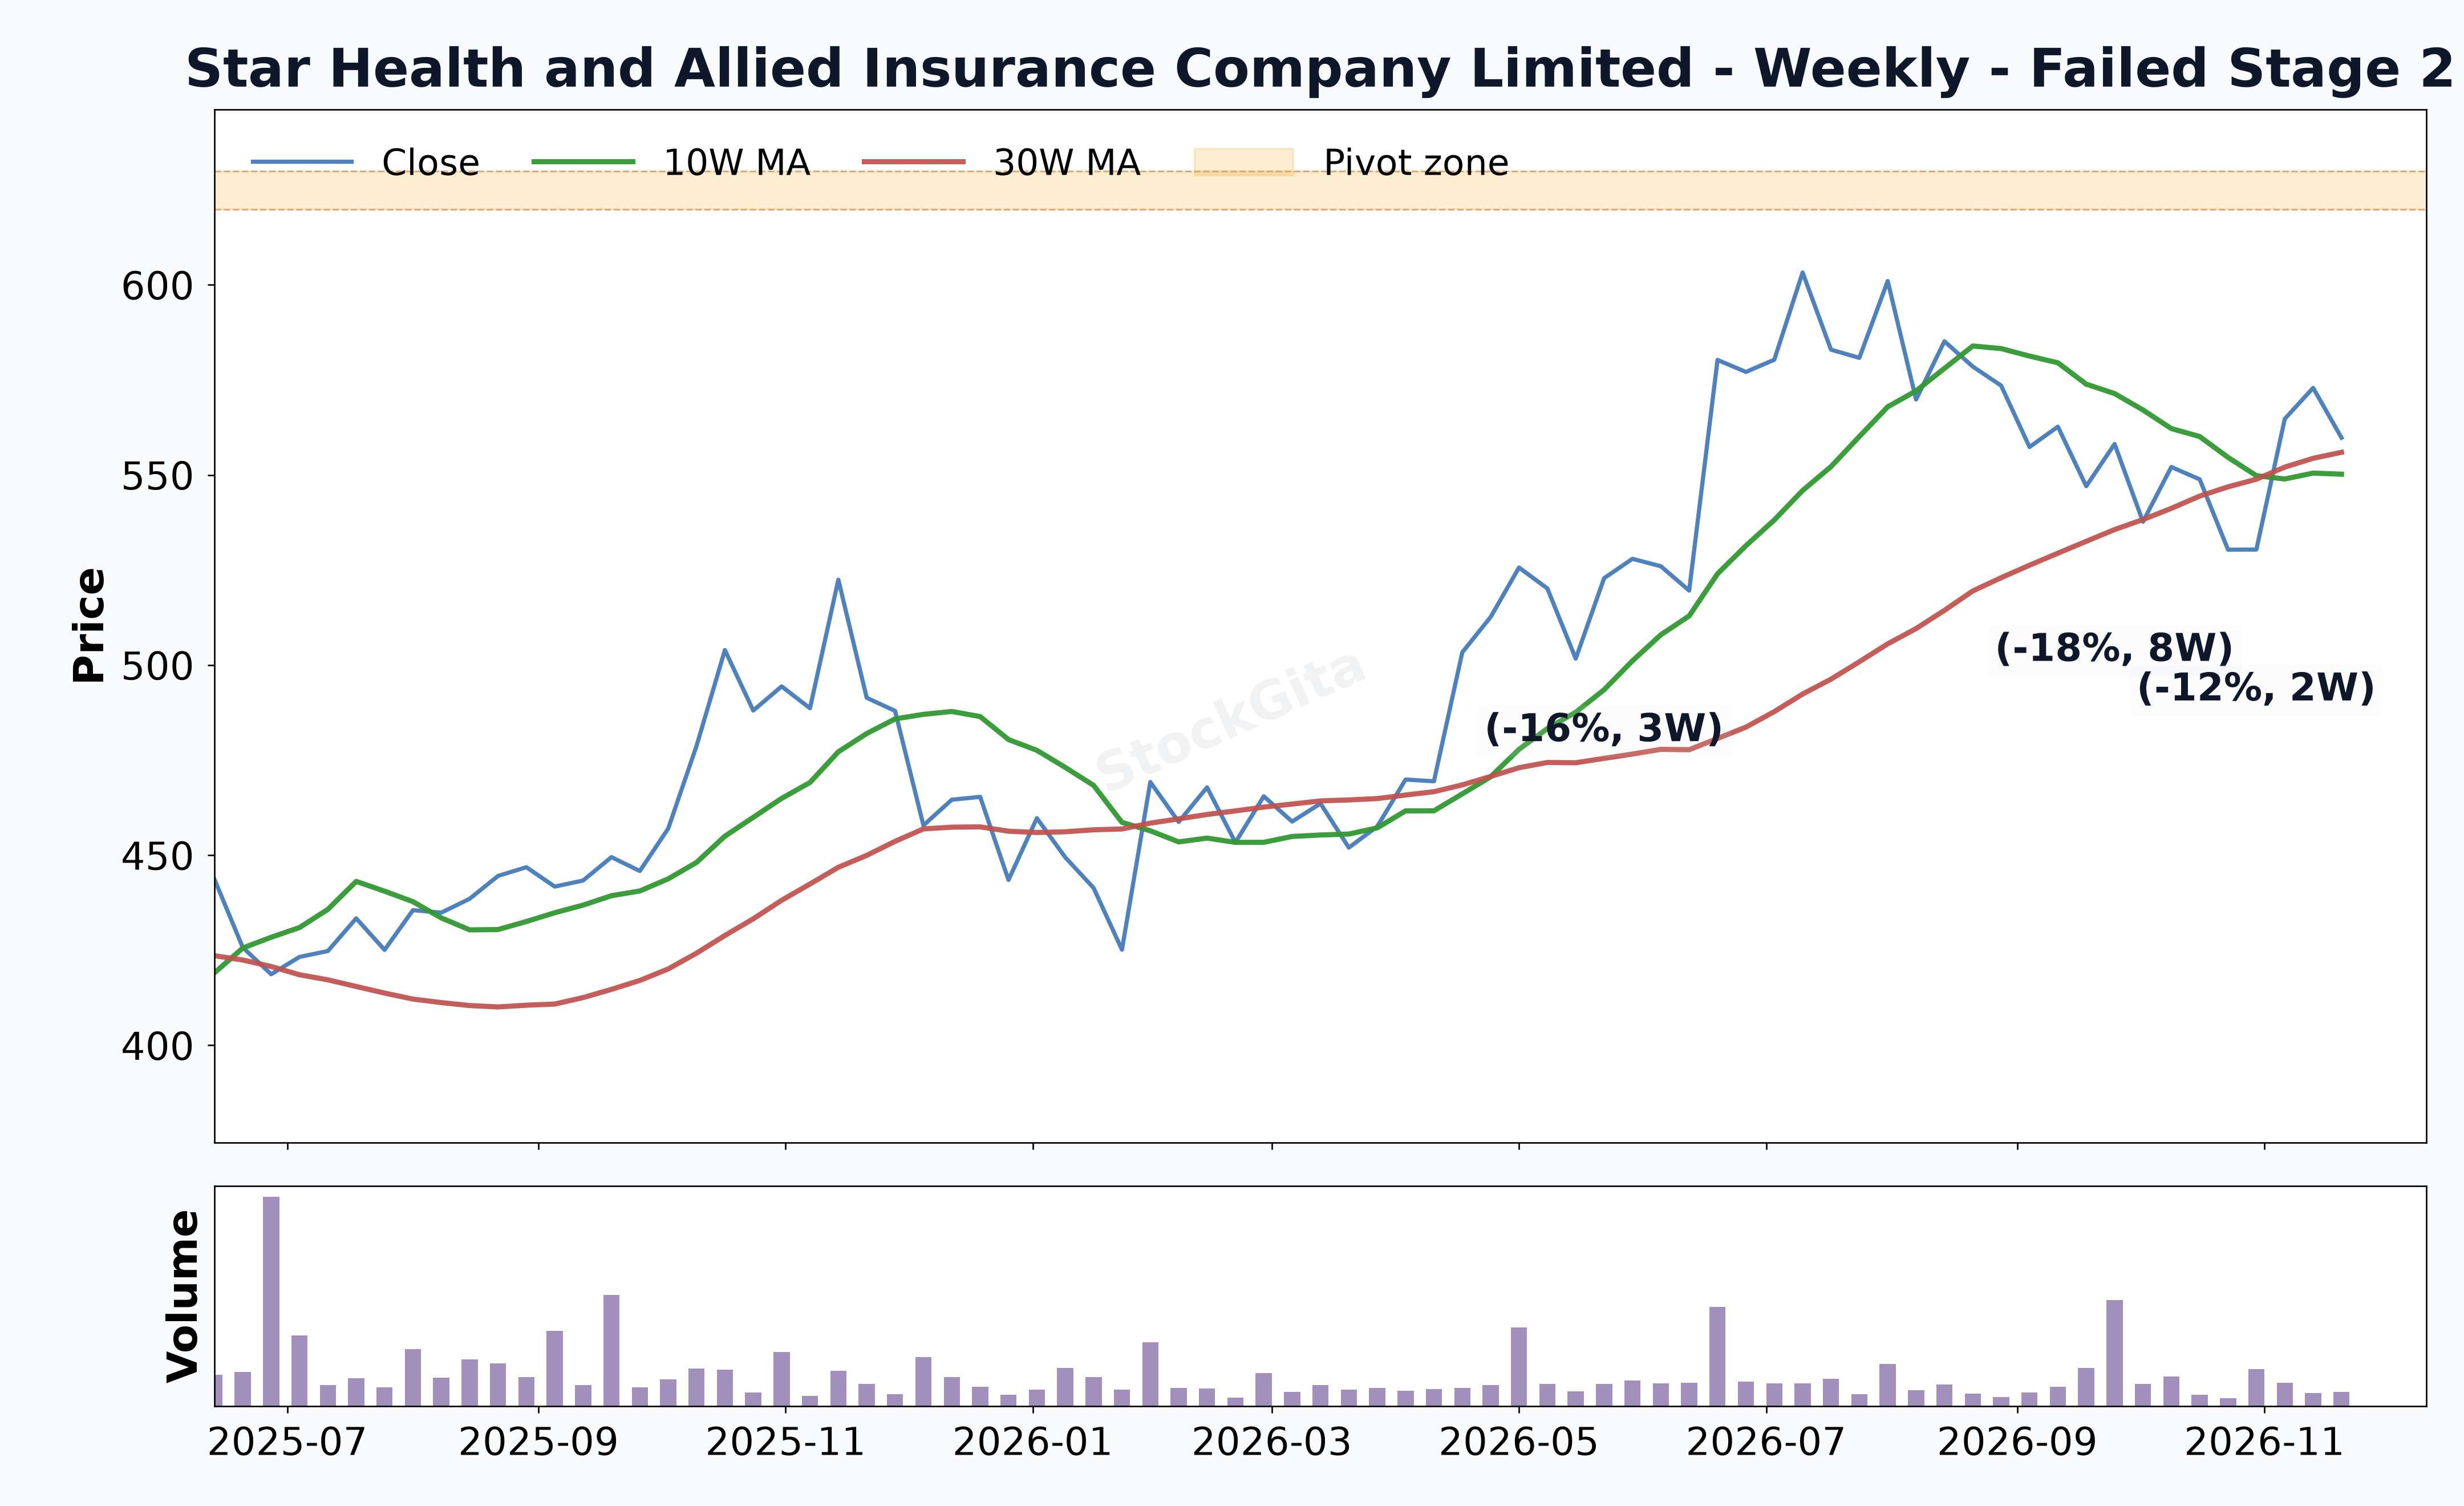 Star Health and Allied Insurance Company Limited - Weekly - Failed Stage 2
Close 10W MA 30W MA Pivot zone
600
550
500
450
400
Price
StockGita
(-18%, 8W)
(-12%, 2W)
(-16%, 3W)
Volume
2025-07 2025-09 2025-11 2026-01 2026-03 2026-05 2026-07 2026-09 2026-11